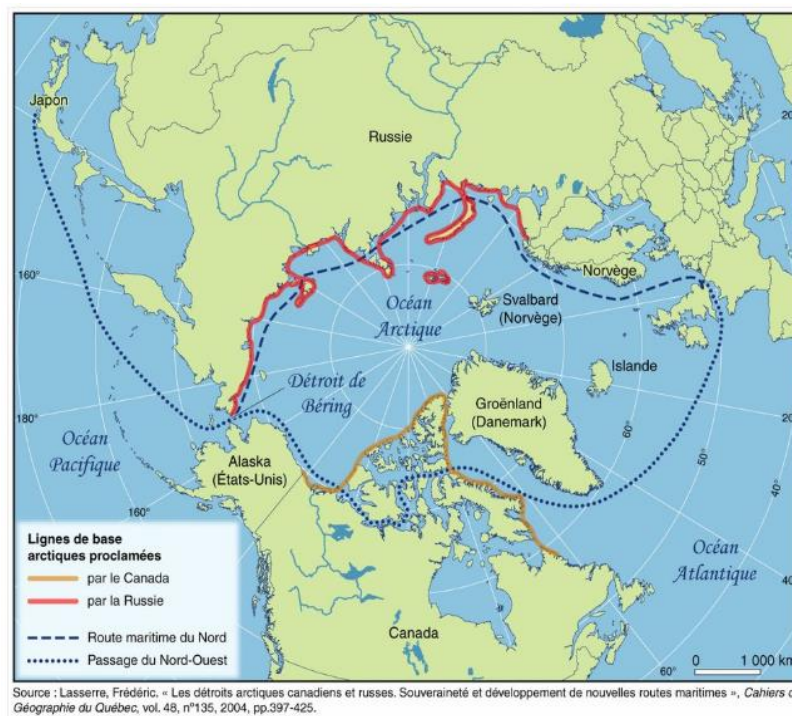 Japon
Russie
20
Norvège
160°
Océan
Arctique
Svalbard
(Norvège)
Islande
Détroit de
Béring
180°
Groënland
(Danemark)
60°
50°
40°
20
Océan
Pacifique
Alaska
(États-Unis)
160°
Océan
Atlantique
40
Canada
60°
Lignes de base
arctiques proclamées
par le Canada
par la Russie
Route maritime du Nord
Passage du Nord-Ouest
0 1 000 km
Source : Lasserre, Frédéric. « Les détroits arctiques canadiens et russes. Souveraineté et développement de nouvelles routes maritimes », Cahiers d
Géographie du Québec, vol. 48, n°135, 2004, pp.397-425.